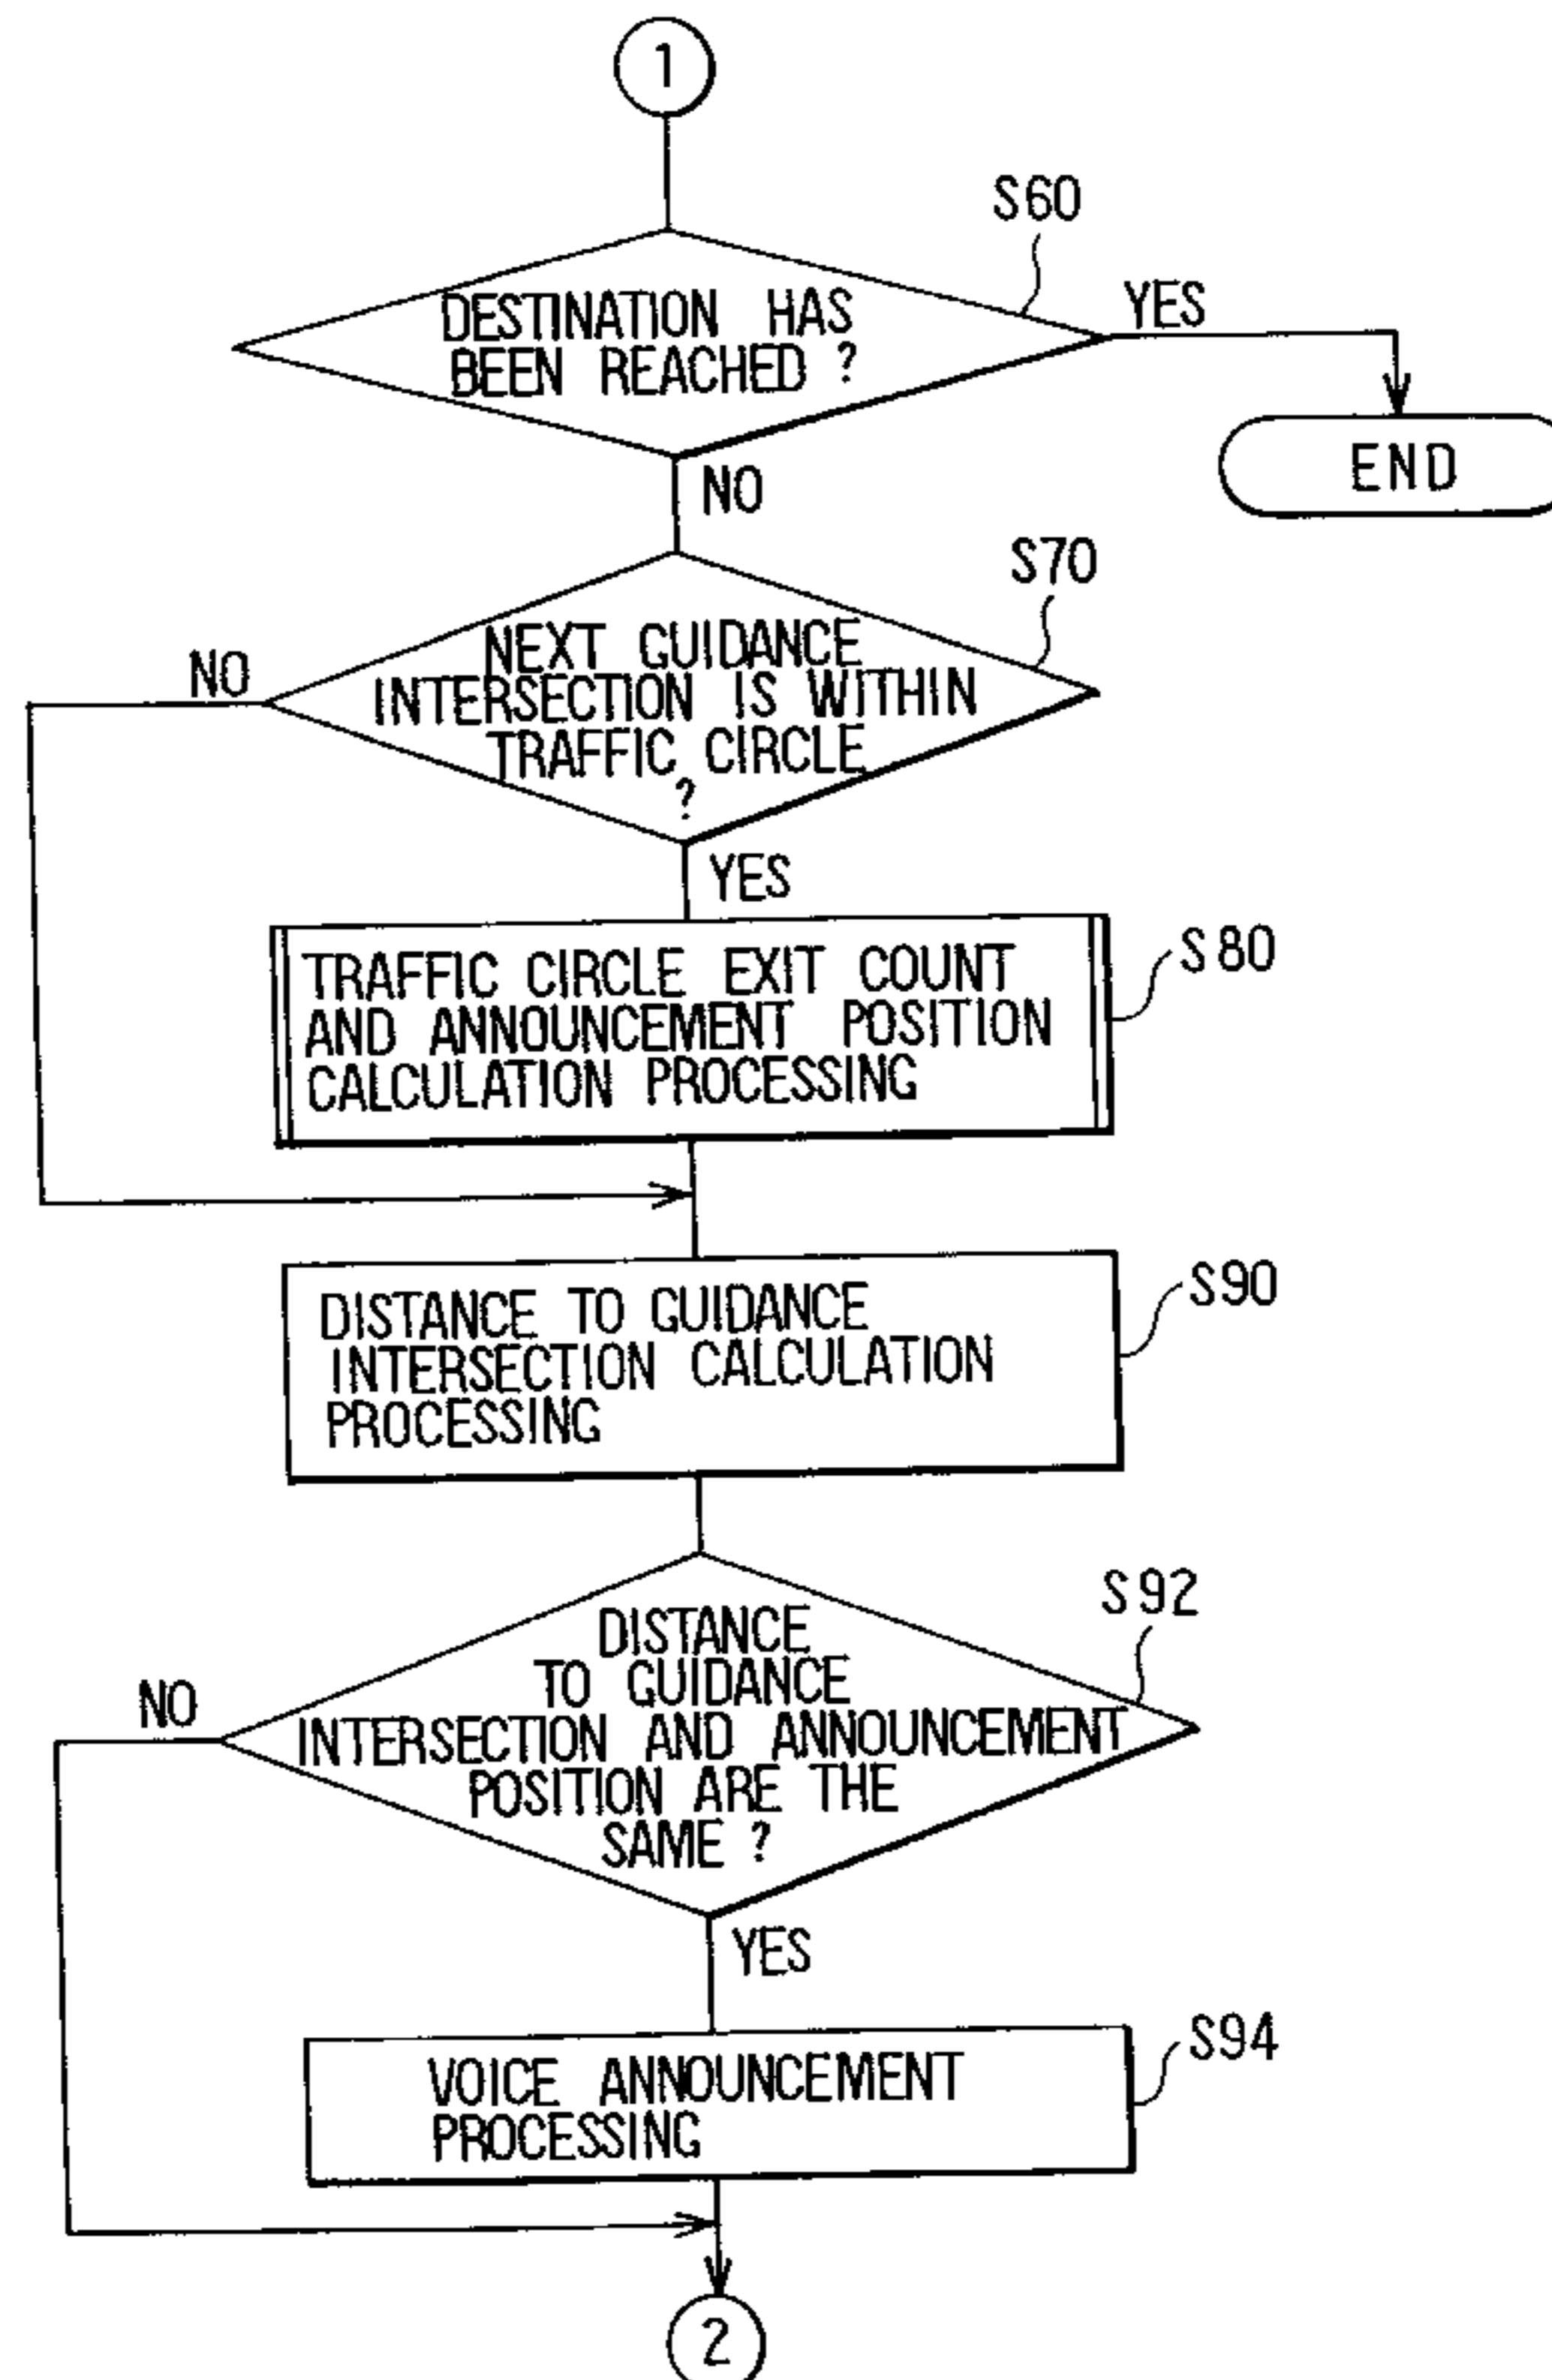 1
S60
DESTINATION HAS
BEEN REACHED ?
YES
END
NO
S70
NEXT GUIDANCE
INTERSECTION IS WITHIN
TRAFFIC CIRCLE
?
NO
YES
S80
TRAFFIC CIRCLE EXIT COUNT
AND ANNOUNCEMENT POSITION
CALCULATION PROCESSING
S90
DISTANCE TO GUIDANCE
INTERSECTION CALCULATION
PROCESSING
S92
DISTANCE
TO GUIDANCE
INTERSECTION AND ANNOUNCEMENT
POSITION ARE THE
SAME ?
NO
YES
S94
VOICE ANNOUNCEMENT
PROCESSING
2